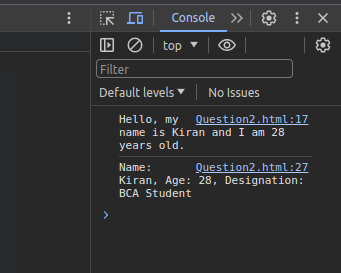 Console
top
Filter
Default levels
No Issues
Hello, my Question2.html:17
name is Kiran and I am 28
years old.
Name: Question2.html:27
Kiran, Age: 28, Designation:
BCA Student